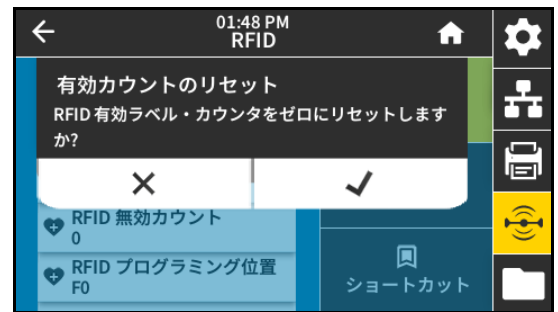 01:48 PM
RFID
有効カウントのリセット
RFID 有効ラベル・カウンタをゼロにリセットします
か?
RFID 無効カウント
0
RFID プログラミング位置
F0
ショートカット